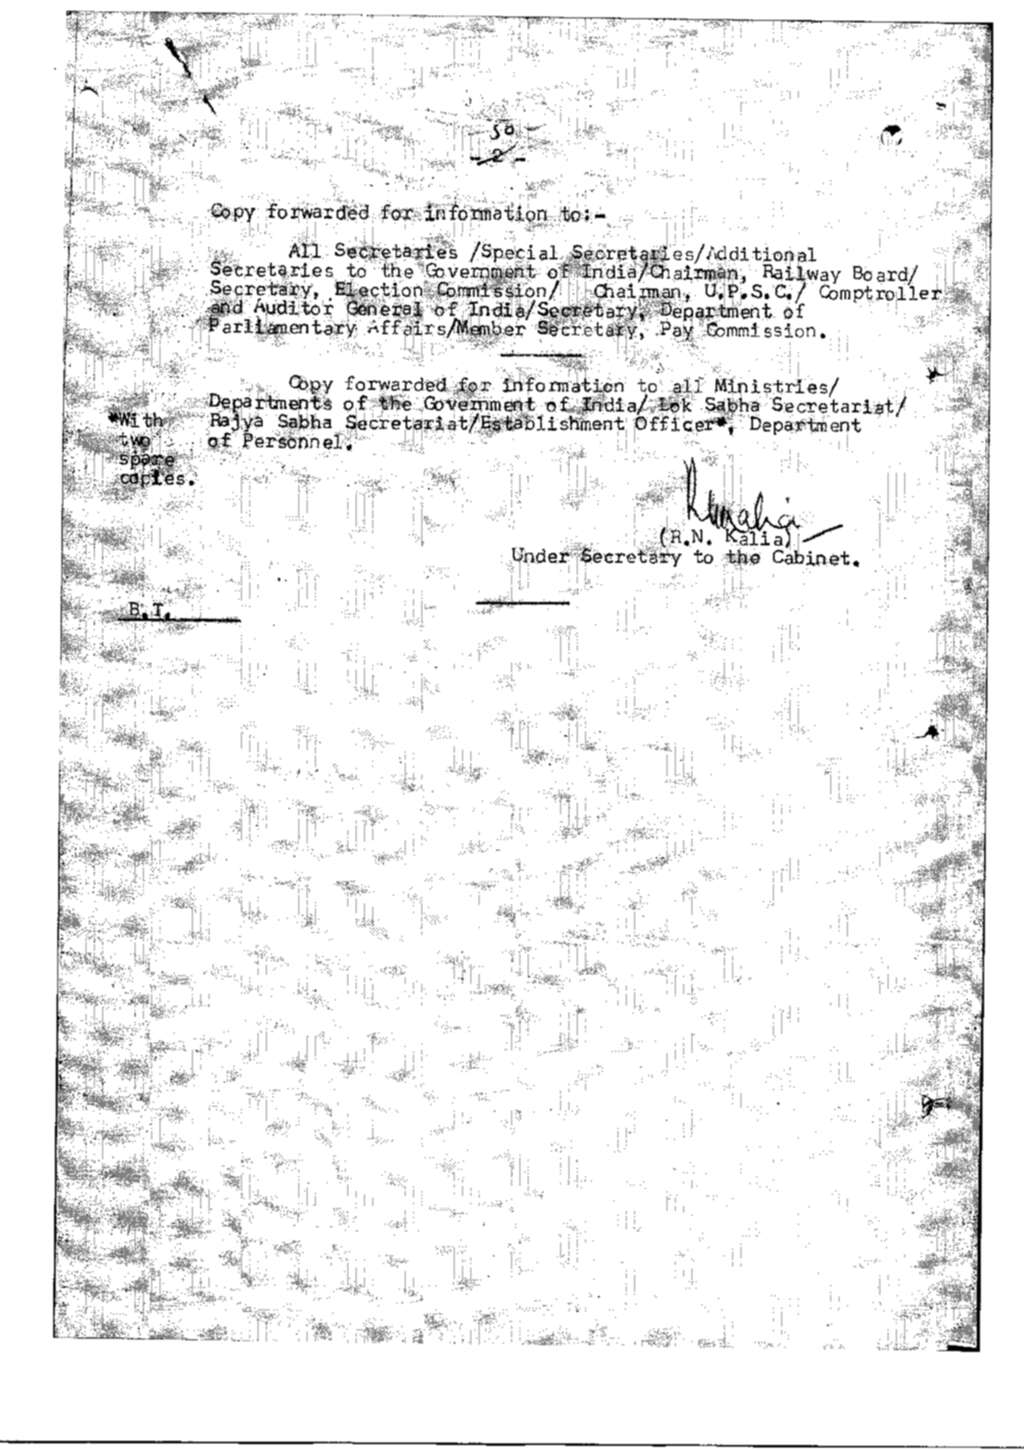 50
-2-
Copy forwarded for information to:-
All Secretaries /Special Secretaries/Additional
Secretaries to the Government of India/Chairman, Railway Board/
Secretary, Election Commission/ Chairman, U.P.S.C./ Comptroller
and Auditor General of India/Secretary, Department of
Parliamentary Affairs/Member Secretary, Pay Commission.
Copy forwarded for information to all Ministries/
Departments of the Government of India/ Lok Sabha Secretariat/
Rajya Sabha Secretariat/Establishment Officer*, Department
of Personnel.
*With
two
spare
copies.
(R.N. Kalia)
Under Secretary to the Cabinet.
B.T.